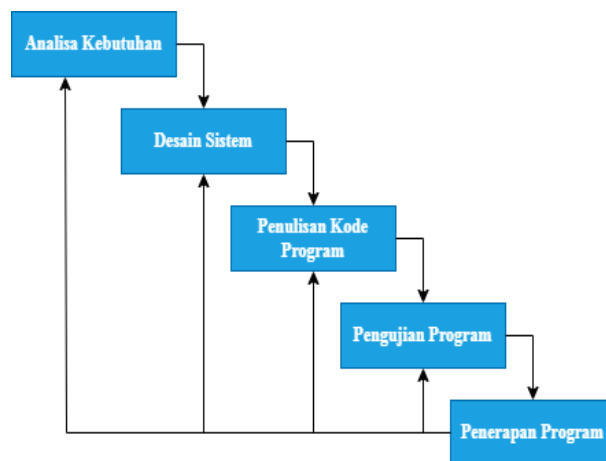 Analisa Kebutuhan
Desain Sistem
Penulisan Kode
Program
Pengujian Program
Penerapan Program